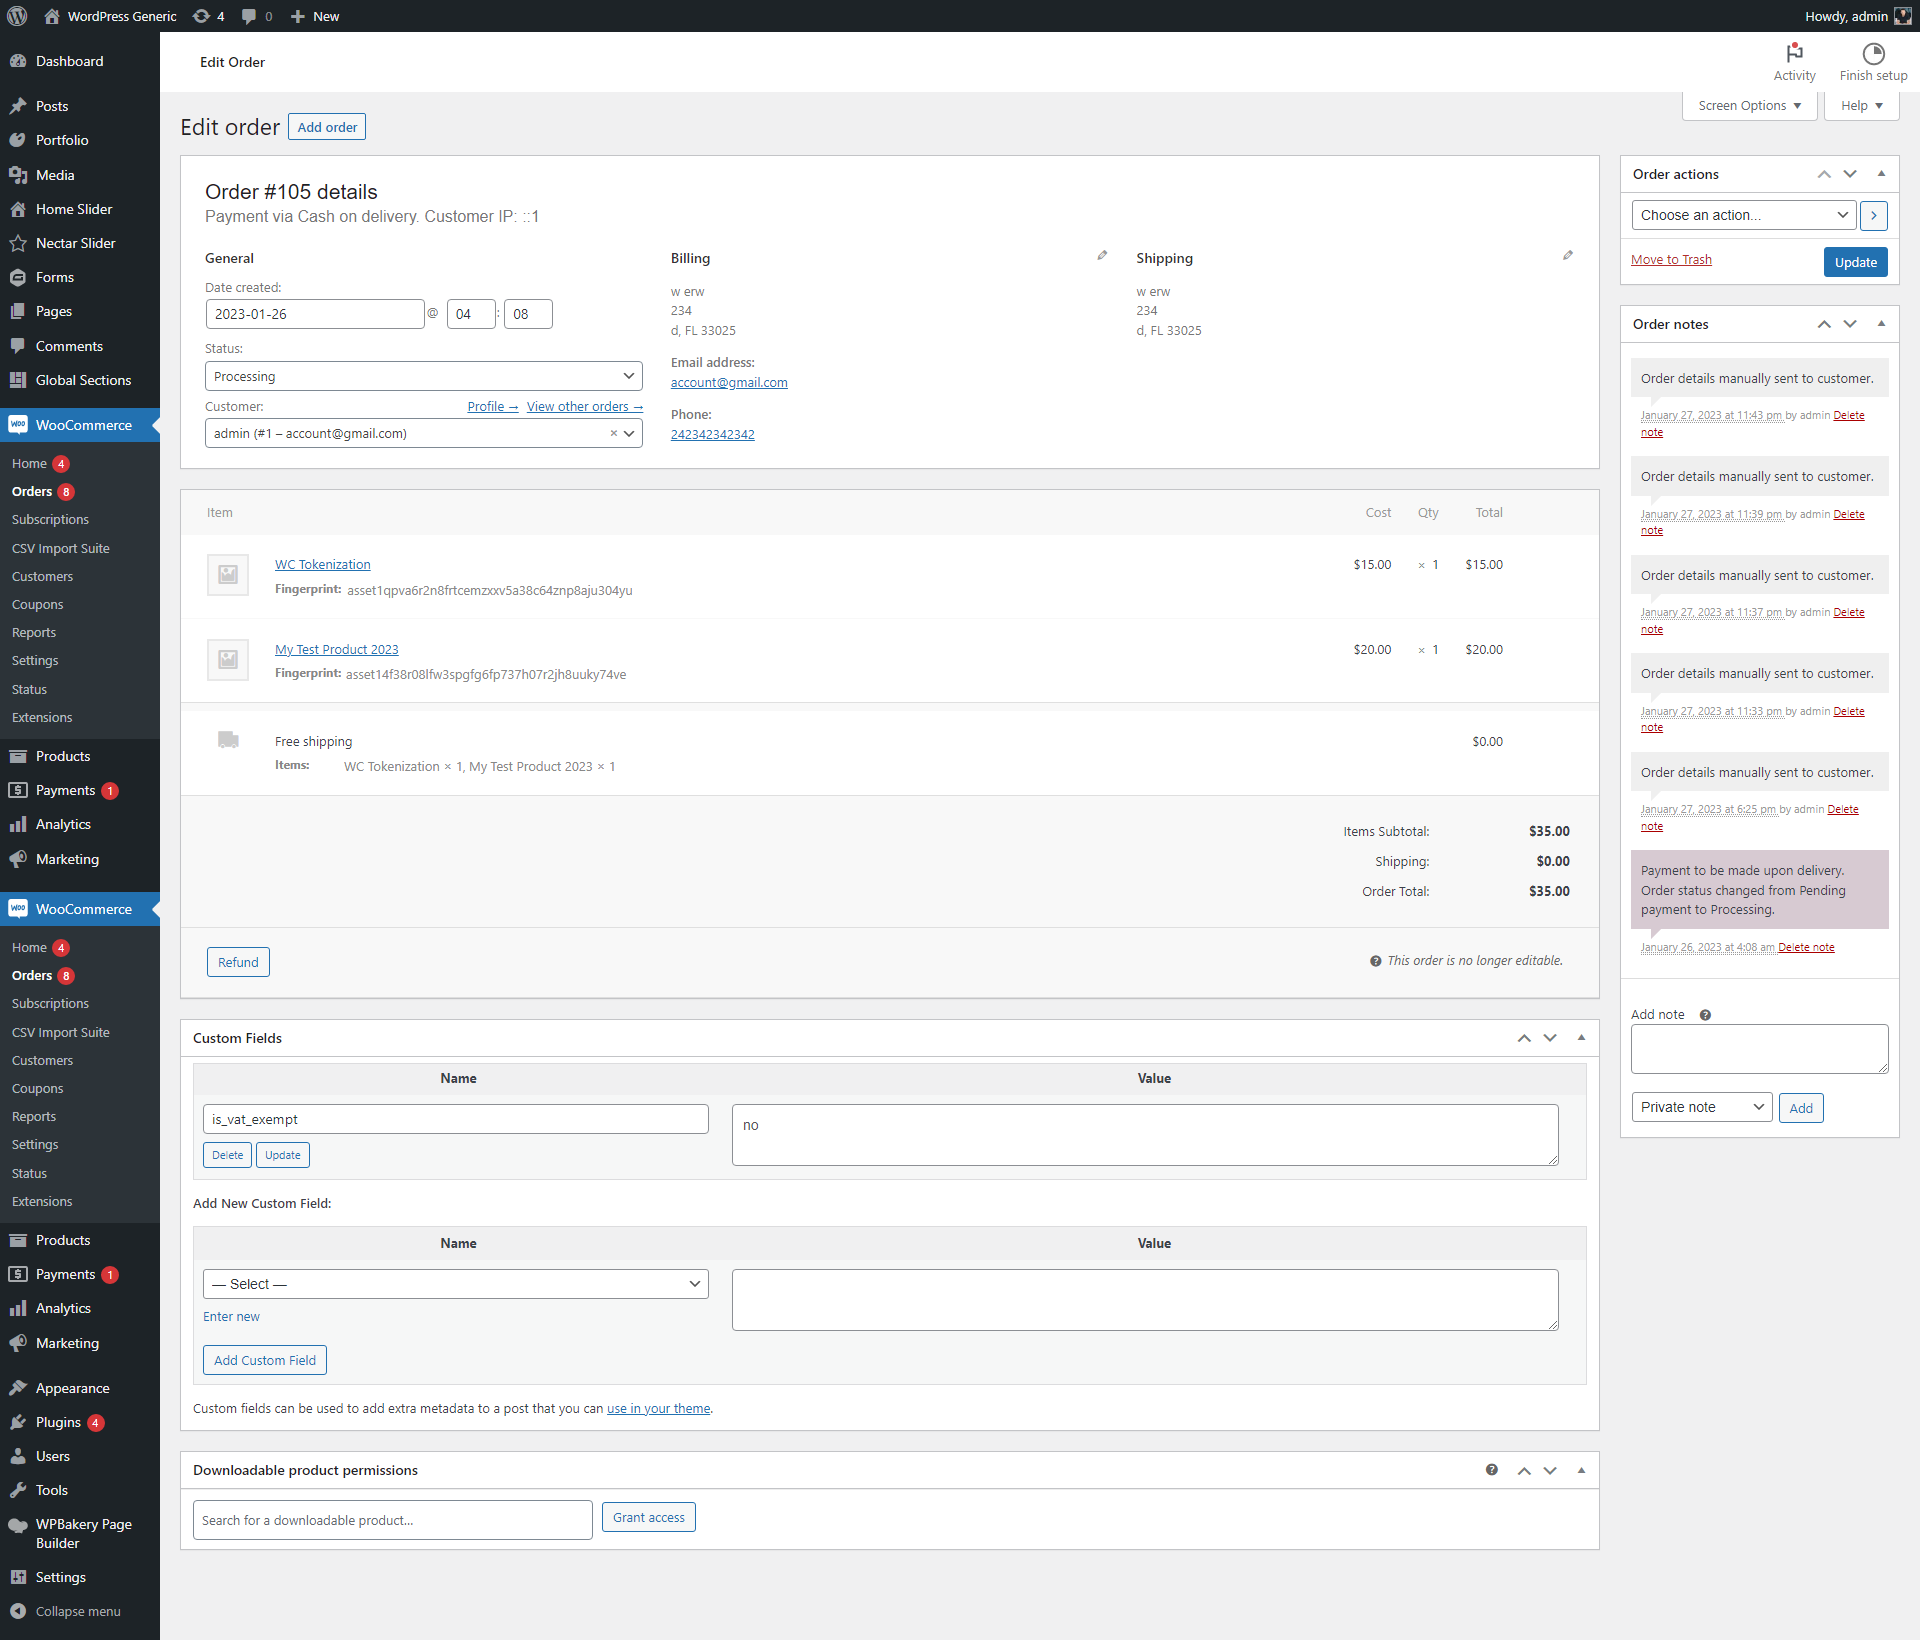 WordPress Generic 4 0 New Howdy, admin
Dashboard
Posts
Portfolio
Media
Home Slider
Nectar Slider
Forms
Pages
Comments
Global Sections
WooCommerce
Home 4
Orders 8
Subscriptions
CSV Import Suite
Customers
Coupons
Reports
Settings
Status
Extensions
Products
Payments 1
Analytics
Marketing
WooCommerce
Home 4
Orders 8
Subscriptions
CSV Import Suite
Customers
Coupons
Reports
Settings
Status
Extensions
Products
Payments 1
Analytics
Marketing
Appearance
Plugins 4
Users
Tools
WPBakery Page
Builder
Settings
Collapse menu
Edit Order
Activity
Finish setup
Screen Options
Help
Edit order Add order
Order #105 details
Payment via Cash on delivery. Customer IP: ::1
General
Date created:
2023-01-26 @ 04 : 08
Status:
Processing
Customer: Profile → View other orders →
admin (#1 – account@gmail.com) ×
Billing
w erw
234
d, FL 33025
Email address:
account@gmail.com
Phone:
242342342342
Shipping
w erw
234
d, FL 33025
Item Cost Qty Total
WC Tokenization $15.00 × 1 $15.00
Fingerprint: asset1qpva6r2n8frtcemzxxv5a38c64znp8aju304yu
My Test Product 2023 $20.00 × 1 $20.00
Fingerprint: asset14f38r08lfw3spgfg6fp737h07r2jh8uuky74ve
Free shipping $0.00
Items: WC Tokenization × 1, My Test Product 2023 × 1
Items Subtotal: $35.00
Shipping: $0.00
Order Total: $35.00
Refund ? This order is no longer editable.
Custom Fields
Name Value
is_vat_exempt no
Delete Update
Add New Custom Field:
Name Value
— Select —
Enter new
Add Custom Field
Custom fields can be used to add extra metadata to a post that you can use in your theme.
Downloadable product permissions ?
Search for a downloadable product… Grant access
Order actions
Choose an action...
Move to Trash Update
Order notes
Order details manually sent to customer.
January 27, 2023 at 11:43 pm by admin Delete
note
Order details manually sent to customer.
January 27, 2023 at 11:39 pm by admin Delete
note
Order details manually sent to customer.
January 27, 2023 at 11:37 pm by admin Delete
note
Order details manually sent to customer.
January 27, 2023 at 11:33 pm by admin Delete
note
Order details manually sent to customer.
January 27, 2023 at 6:25 pm by admin Delete
note
Payment to be made upon delivery.
Order status changed from Pending
payment to Processing.
January 26, 2023 at 4:08 am Delete note
Add note ?
Private note Add